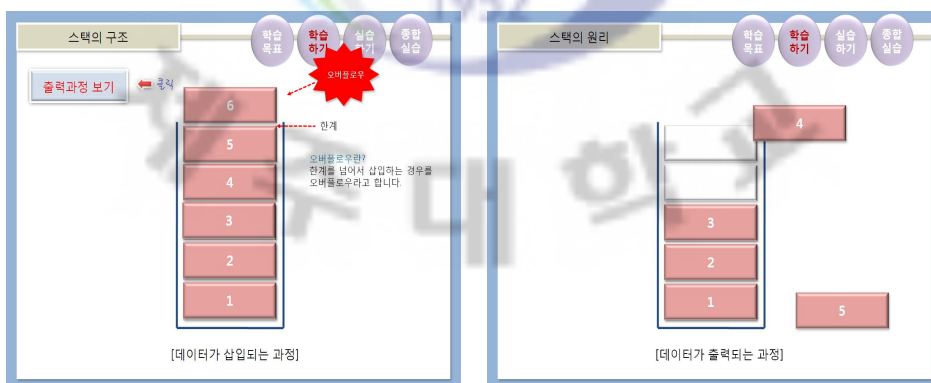 1952
스택의 구조
학습
목표
학습
하기
실습
하기
종합
실습
출력과정 보기
클릭
오버플로우
6
한계
5
오버플로우란?
한계를 넘어서 삽입하는 경우를
오버플로우라고 합니다.
4
3
2
1
[데이터가 삽입되는 과정]
스택의 원리
학습
목표
학습
하기
실습
하기
종합
실습
4
3
2
1
5
[데이터가 출력되는 과정]
대학교